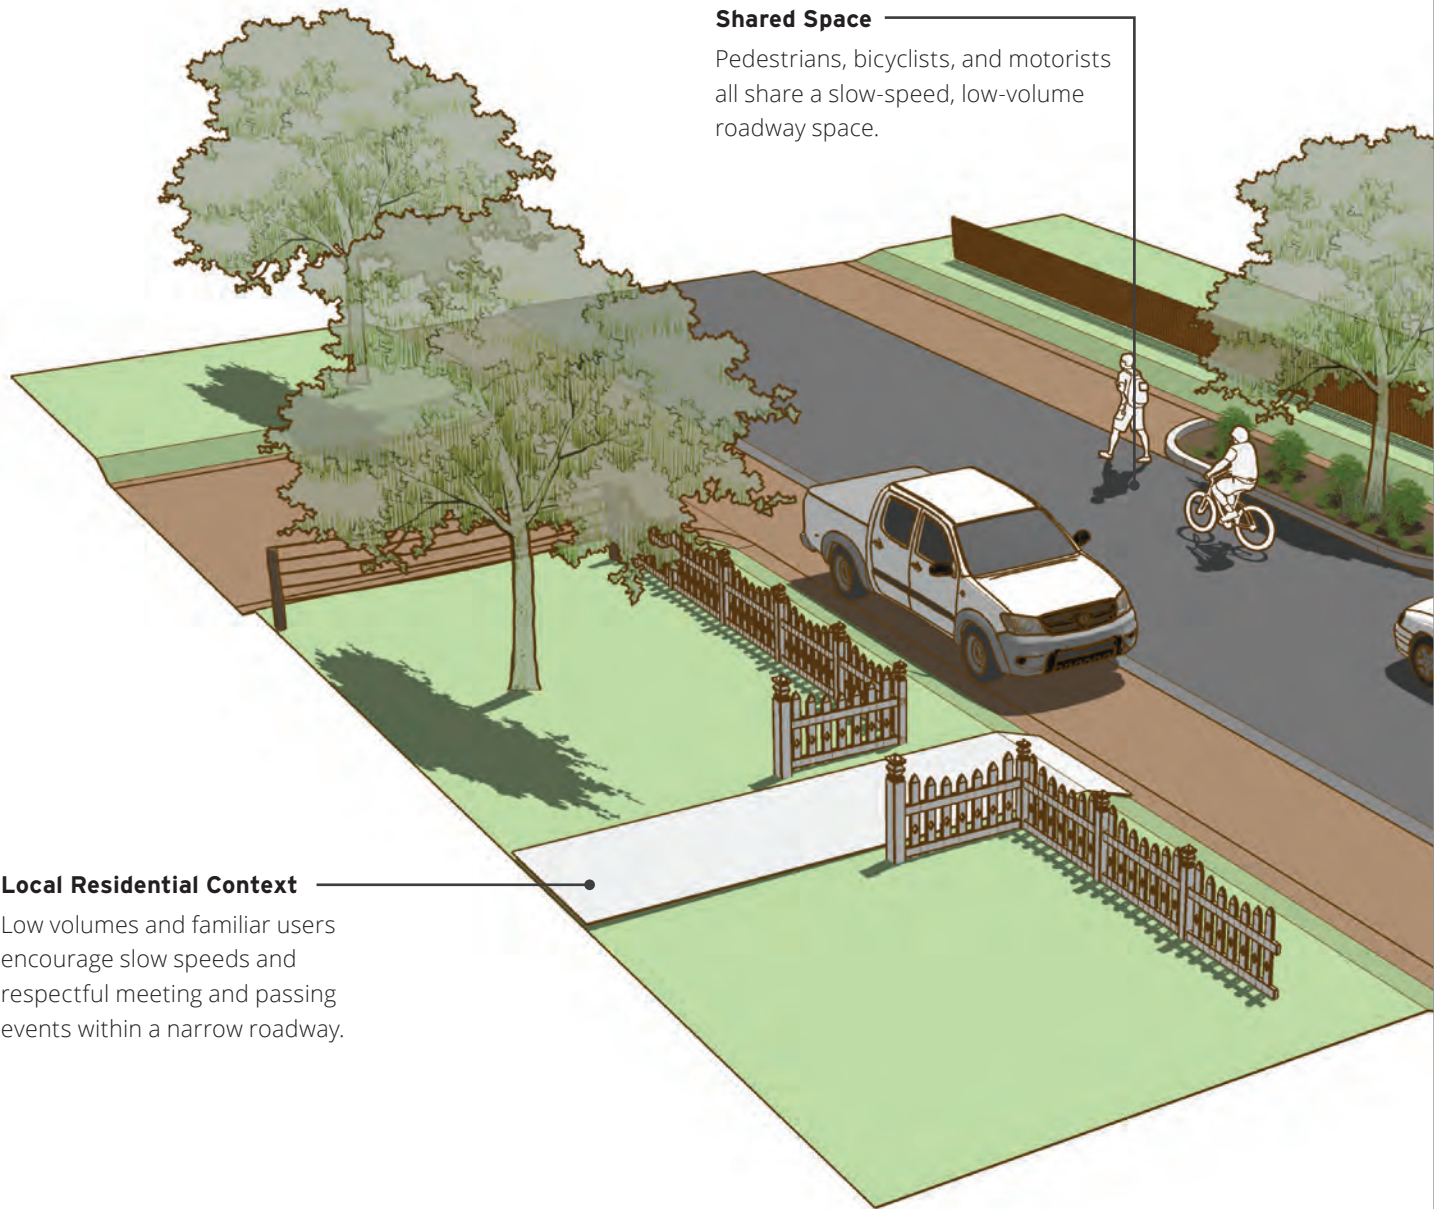 Shared Space
Pedestrians, bicyclists, and motorists
all share a slow-speed, low-volume
roadway space.
Local Residential Context
Low volumes and familiar users
encourage slow speeds and
respectful meeting and passing
events within a narrow roadway.